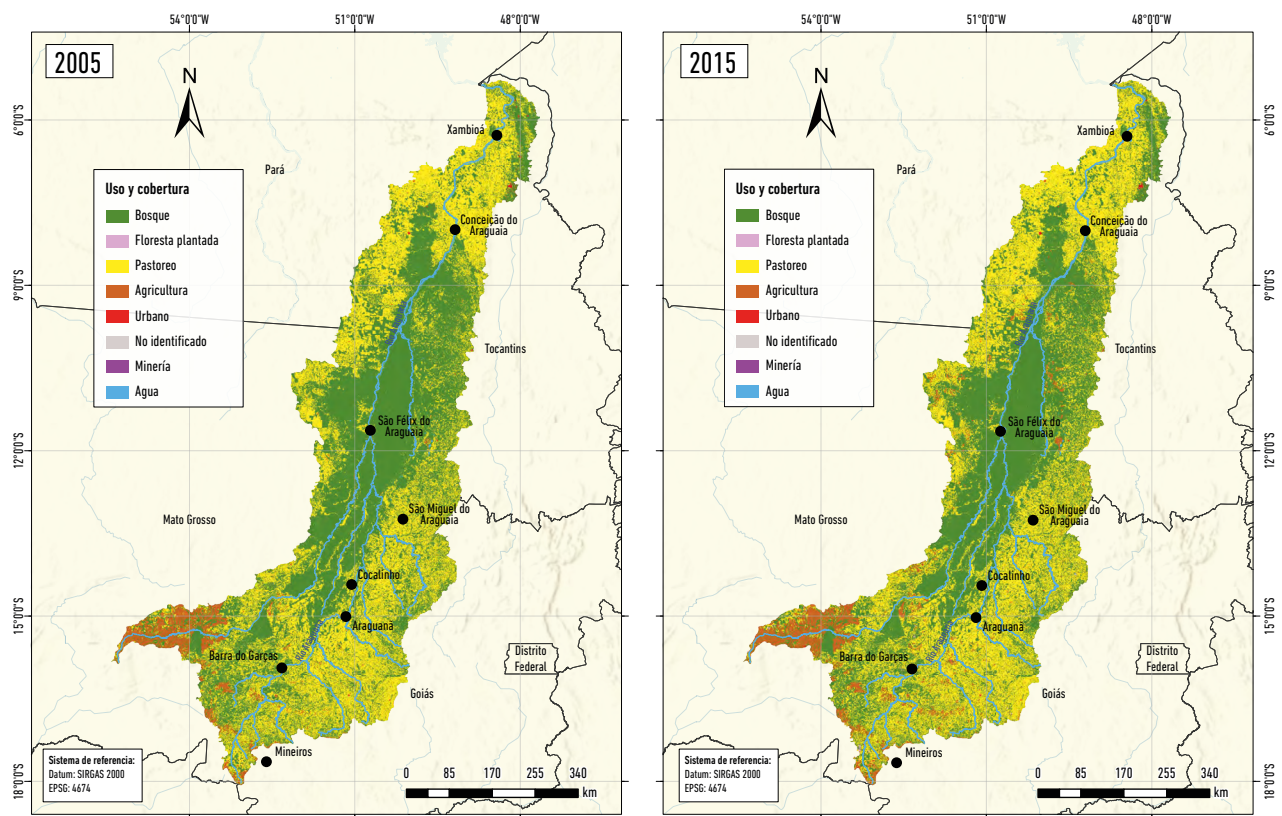 54°0'0"W
51°0'0"W
48°0'0"W
2005
N
6°0'0"S
9°0'0"S
12°0'0"S
15°0'0"S
18°0'0"S
Uso y cobertura
Bosque
Floresta plantada
Pastoreo
Agricultura
Urbano
No identificado
Minería
Agua
Xambioá
Pará
Conceição do
Araguaia
Tocantins
São Félix do
Araguaia
São Miguel do
Araguaia
Mato Grosso
Cocalinho
Araguanã
Barra do Garças
Distrito
Federal
Goiás
Mineiros
Sistema de referencia:
Datum: SIRGAS 2000
EPSG: 4674
0 85 170 255 340
km
54°0'0"W
51°0'0"W
48°0'0"W
2015
N
6°0'0"S
9°0'0"S
12°0'0"S
15°0'0"S
18°0'0"S
Uso y cobertura
Bosque
Floresta plantada
Pastoreo
Agricultura
Urbano
No identificado
Minería
Agua
Xambioá
Pará
Conceição do
Araguaia
Tocantins
São Félix do
Araguaia
São Miguel do
Araguaia
Mato Grosso
Cocalinho
Araguanã
Barra do Garças
Distrito
Federal
Goiás
Mineiros
Sistema de referencia:
Datum: SIRGAS 2000
EPSG: 4674
0 85 170 255 340
km